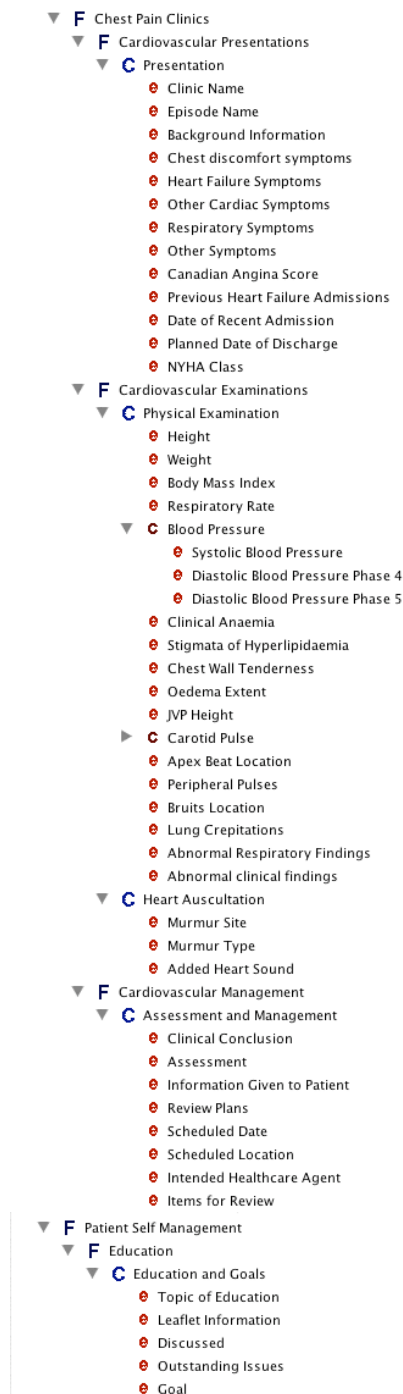 F Chest Pain Clinics
F Cardiovascular Presentations
C Presentation
e Clinic Name
e Episode Name
e Background Information
e Chest discomfort symptoms
e Heart Failure Symptoms
e Other Cardiac Symptoms
e Respiratory Symptoms
e Other Symptoms
e Canadian Angina Score
e Previous Heart Failure Admissions
e Date of Recent Admission
e Planned Date of Discharge
e NYHA Class
F Cardiovascular Examinations
C Physical Examination
e Height
e Weight
e Body Mass Index
e Respiratory Rate
C Blood Pressure
e Systolic Blood Pressure
e Diastolic Blood Pressure Phase 4
e Diastolic Blood Pressure Phase 5
e Clinical Anaemia
e Stigmata of Hyperlipidaemia
e Chest Wall Tenderness
e Oedema Extent
e JVP Height
C Carotid Pulse
e Apex Beat Location
e Peripheral Pulses
e Bruits Location
e Lung Crepitations
e Abnormal Respiratory Findings
e Abnormal clinical findings
C Heart Auscultation
e Murmur Site
e Murmur Type
e Added Heart Sound
F Cardiovascular Management
C Assessment and Management
e Clinical Conclusion
e Assessment
e Information Given to Patient
e Review Plans
e Scheduled Date
e Scheduled Location
e Intended Healthcare Agent
e Items for Review
F Patient Self Management
F Education
C Education and Goals
e Topic of Education
e Leaflet Information
e Discussed
e Outstanding Issues
e Goal